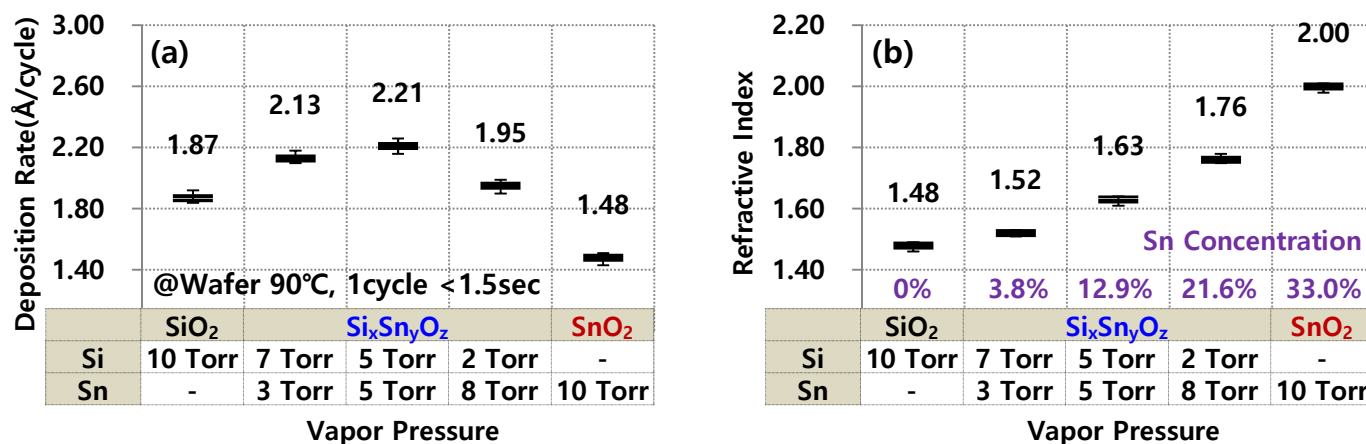 Deposition Rate(Å/cycle)
3.00
2.60
2.20
1.80
1.40
(a)
1.87
2.13
2.21
1.95
1.48
@Wafer 90℃, 1cycle <1.5sec
SiO₂ SiₓSnᵧO𝓏 SnO₂
Si 10 Torr 7 Torr 5 Torr 2 Torr -
Sn - 3 Torr 5 Torr 8 Torr 10 Torr
Vapor Pressure
Refractive Index
2.20
2.00
1.80
1.60
1.40
(b)
1.48
1.52
1.63
1.76
2.00
Sn Concentration
0% 3.8% 12.9% 21.6% 33.0%
SiO₂ SiₓSnᵧO𝓏 SnO₂
Si 10 Torr 7 Torr 5 Torr 2 Torr -
Sn - 3 Torr 5 Torr 8 Torr 10 Torr
Vapor Pressure